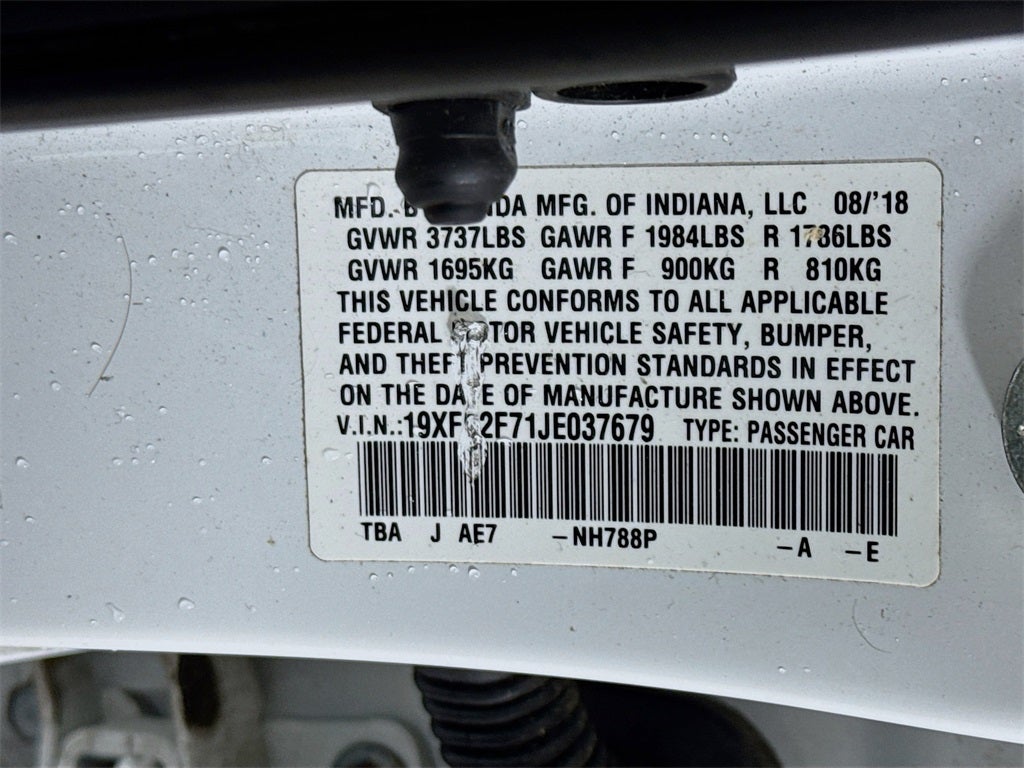 MFD. MFG. OF INDIANA, LLC 08/'18
GVWR 3737LBS GAWR F 1984LBS R 1786LBS
GVWR 1695KG GAWR F 900KG R 810KG
THIS VEHICLE CONFORMS TO ALL APPLICABLE
FEDERAL MOTOR VEHICLE SAFETY, BUMPER,
AND THEFT PREVENTION STANDARDS IN EFFECT
ON THE DATE OF MANUFACTURE SHOWN ABOVE.
V.I.N.: TYPE: PASSENGER CAR
TBA J AE7 -NH788P -A -E